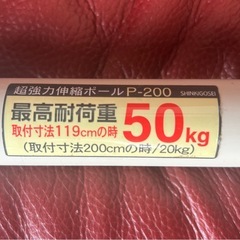 超強力伸縮ポールP-200
SHINKIGOSEI
最高耐荷重
取付寸法119cmの時
50kg
(取付寸法200cmの時/20kg)